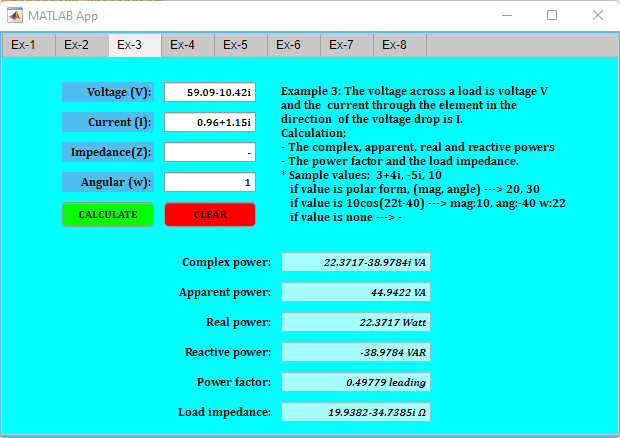 MATLAB App
Ex-1 Ex-2 Ex-3 Ex-4 Ex-5 Ex-6 Ex-7 Ex-8
Voltage (V): 59.09-10.42i
Current (I): 0.96+1.15i
Impedance(Z): -
Angular (w): 1
CALCULATE CLEAR
Example 3: The voltage across a load is voltage V
and the current through the element in the
direction of the voltage drop is I.
Calculation;
- The complex, apparent, real and reactive powers
- The power factor and the load impedance.
* Sample values; 3+4i, -5i, 10
if value is polar form, (mag, angle) ---> 20, 30
if value is 10cos(22t-40) ---> mag:10, ang:-40 w:22
if value is none ---> -
Complex power: 22.3717-38.9784i VA
Apparent power: 44.9422 VA
Real power: 22.3717 Watt
Reactive power: -38.9784 VAR
Power factor: 0.49779 leading
Load impedance: 19.9382-34.7385i Ω